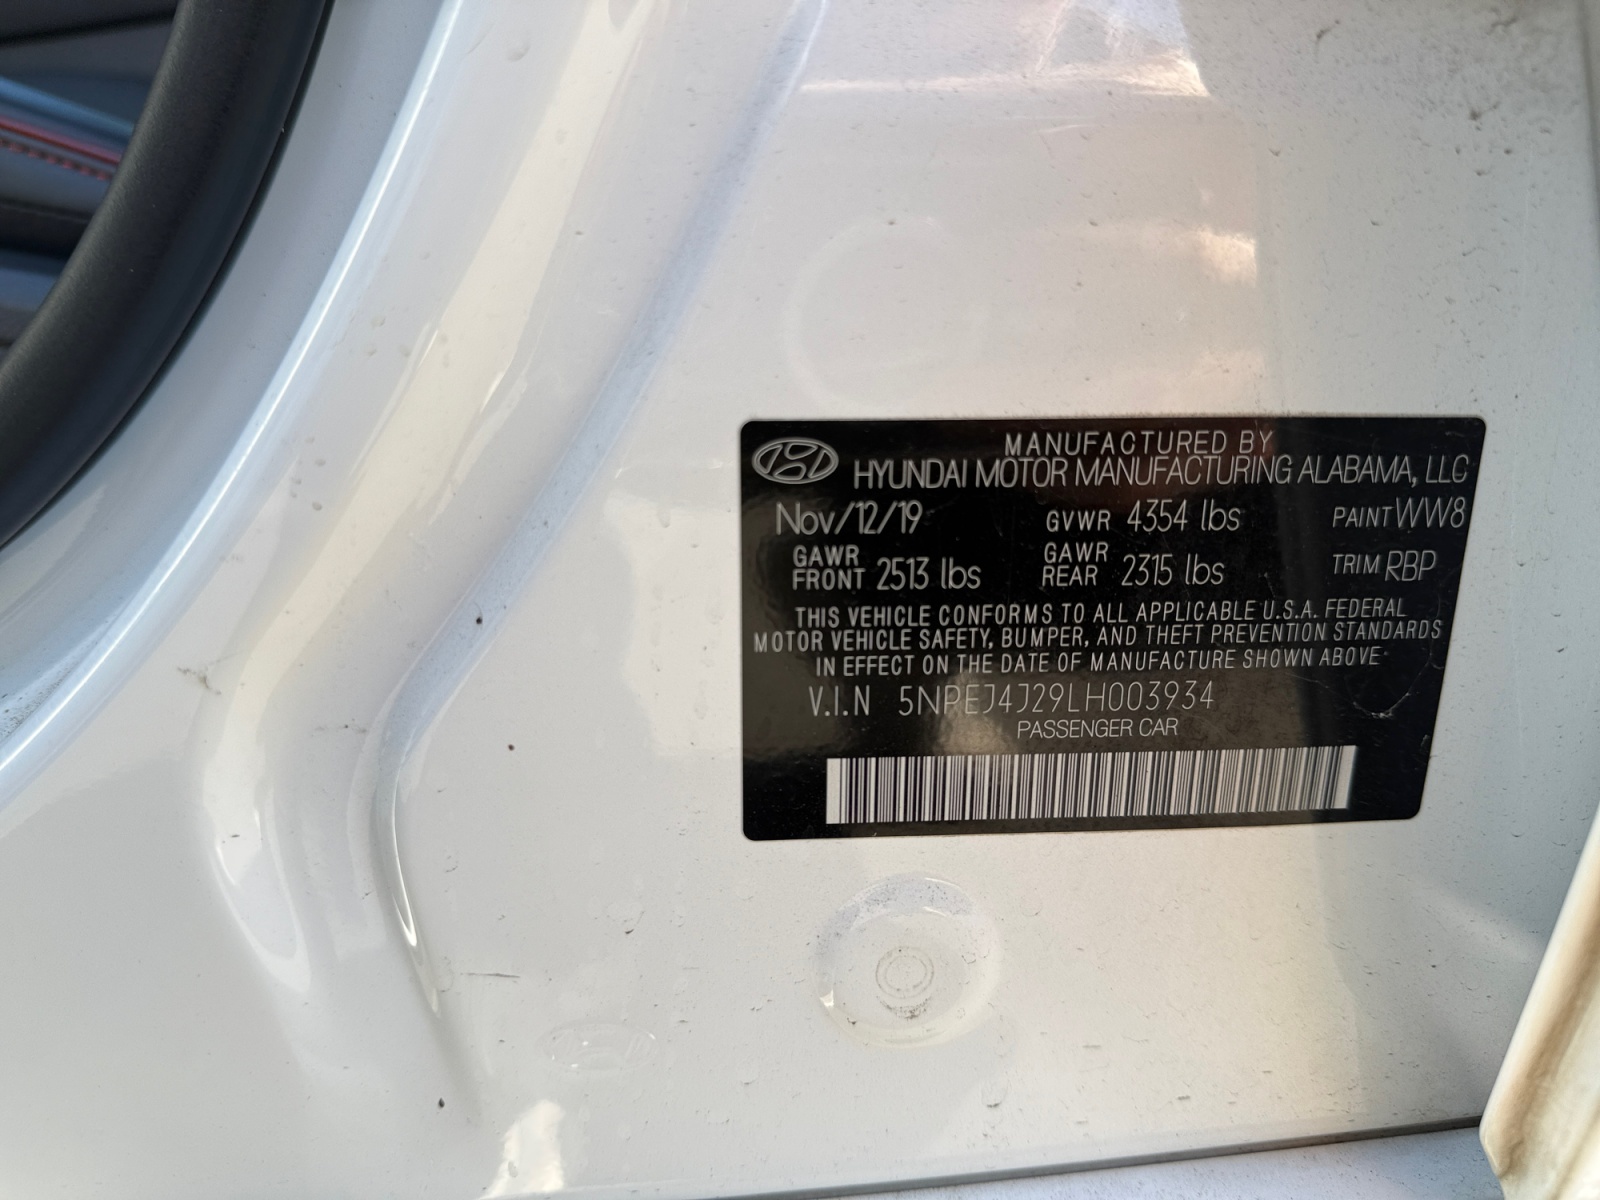 MANUFACTURED BY
HYUNDAI MOTOR MANUFACTURING ALABAMA, LLC
Nov/12/19 GVWR 4354 lbs PAINT WW8
GAWR FRONT 2513 lbs GAWR REAR 2315 lbs TRIM RBP
THIS VEHICLE CONFORMS TO ALL APPLICABLE U.S.A. FEDERAL
MOTOR VEHICLE SAFETY, BUMPER, AND THEFT PREVENTION STANDARDS
IN EFFECT ON THE DATE OF MANUFACTURE SHOWN ABOVE
V.I.N 5NPEJ4J29LH003934
PASSENGER CAR